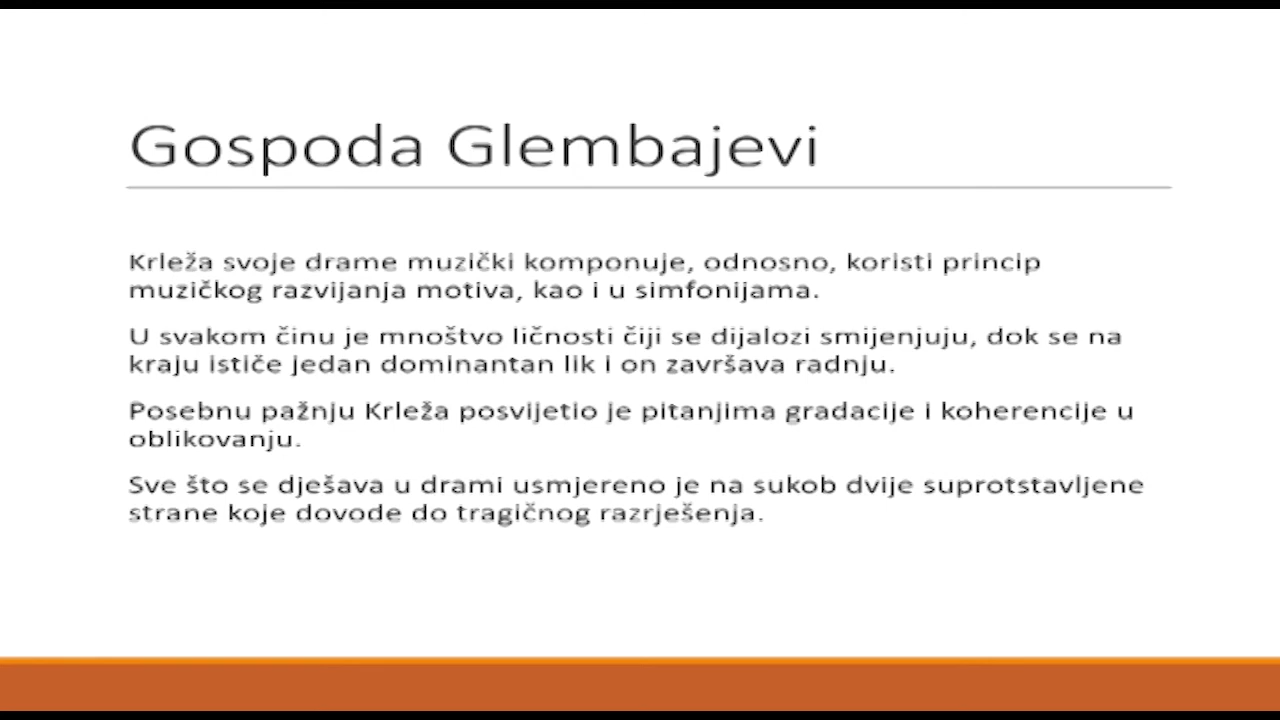 Gospoda Glembajevi
Krleža svoje drame muzički komponuje, odnosno, koristi princip
muzičkog razvijanja motiva, kao i u simfonijama.
U svakom činu je mnoštvo ličnosti čiji se dijalozi smijenjuju, dok se na
kraju ističe jedan dominantan lik i on završava radnju.
Posebnu pažnju Krleža posvijetio je pitanjima gradacije i koherencije u
oblikovanju.
Sve što se dješava u drami usmjereno je na sukob dvije suprotstavljene
strane koje dovode do tragičnog razrješenja.